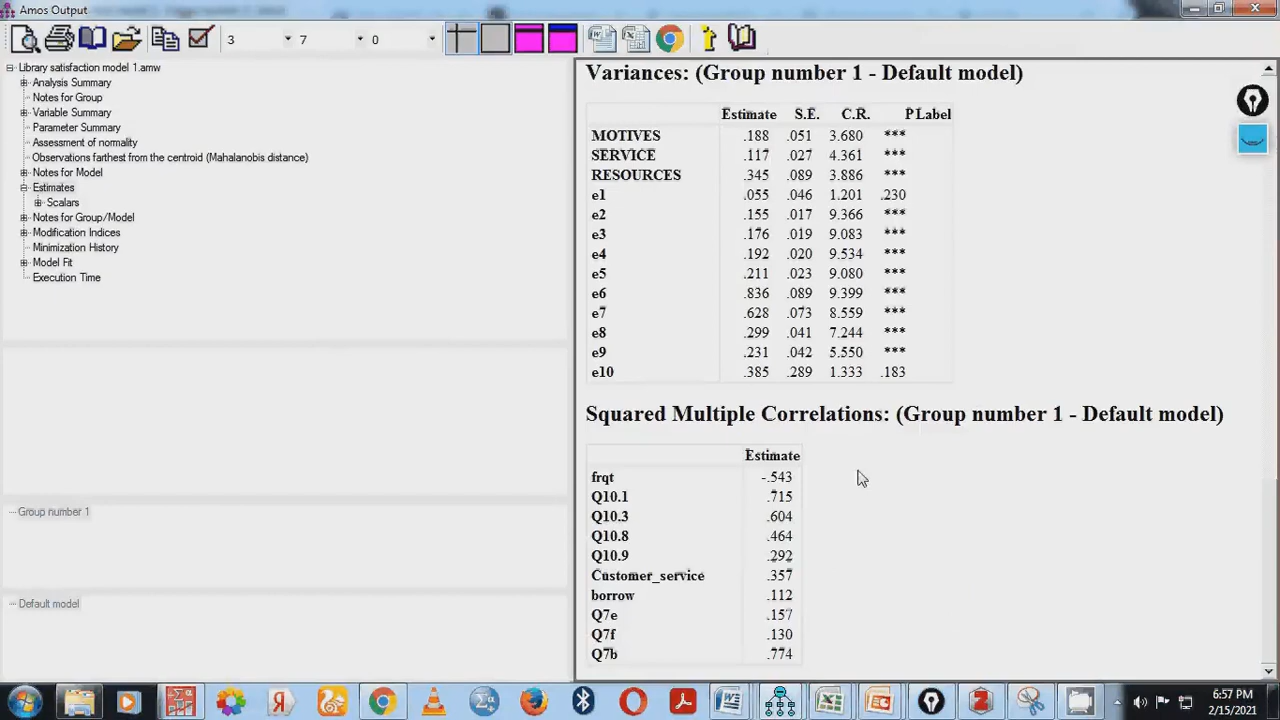 Amos Output
3 7 0
Library satisfaction model 1.amw
Analysis Summary
Notes for Group
Variable Summary
Parameter Summary
Assessment of normality
Observations farthest from the centroid (Mahalanobis distance)
Notes for Model
Estimates
Scalars
Notes for Group/Model
Modification Indices
Minimization History
Model Fit
Execution Time
Group number 1
Default model
Variances: (Group number 1 - Default model)
Estimate S.E. C.R. P Label
MOTIVES .188 .051 3.680 ***
SERVICE .117 .027 4.361 ***
RESOURCES .345 .089 3.886 ***
e1 .055 .046 1.201 .230
e2 .155 .017 9.366 ***
e3 .176 .019 9.083 ***
e4 .192 .020 9.534 ***
e5 .211 .023 9.080 ***
e6 .836 .089 9.399 ***
e7 .628 .073 8.559 ***
e8 .299 .041 7.244 ***
e9 .231 .042 5.550 ***
e10 .385 .289 1.333 .183
Squared Multiple Correlations: (Group number 1 - Default model)
Estimate
frqt -.543
Q10.1 .715
Q10.3 .604
Q10.8 .464
Q10.9 .292
Customer_service .357
borrow .112
Q7e .157
Q7f .130
Q7b .774
6:57 PM
2/15/2021